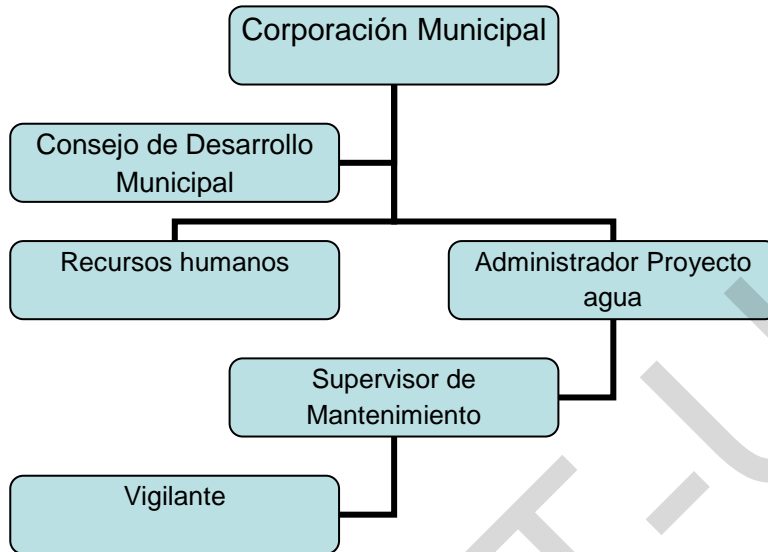 Corporación Municipal
Consejo de Desarrollo
Municipal
Recursos humanos
Administrador Proyecto
agua
Supervisor de
Mantenimiento
Vigilante
T-U